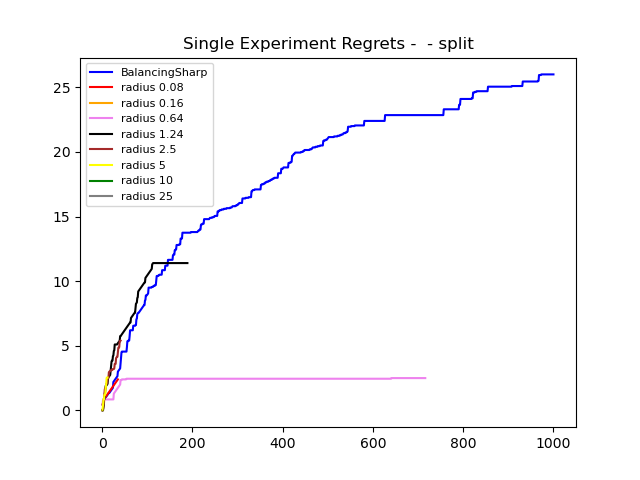 Single Experiment Regrets -  - split
BalancingSharp
radius 0.08
radius 0.16
radius 0.64
radius 1.24
radius 2.5
radius 5
radius 10
radius 25
25
20
15
10
5
0
0 200 400 600 800 1000